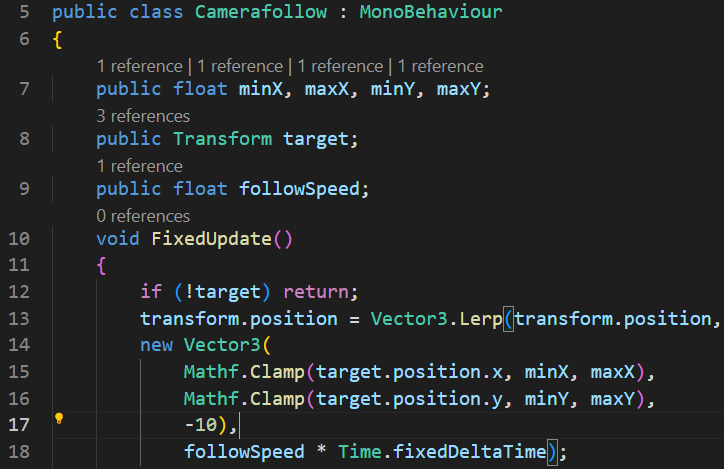 5 public class Camerafollow : MonoBehaviour
6 {
1 reference | 1 reference | 1 reference | 1 reference
7 public float minX, maxX, minY, maxY;
3 references
8 public Transform target;
1 reference
9 public float followSpeed;
0 references
10 void FixedUpdate()
11 {
12 if (!target) return;
13 transform.position = Vector3.Lerp(transform.position,
14 new Vector3(
15 Mathf.Clamp(target.position.x, minX, maxX),
16 Mathf.Clamp(target.position.y, minY, maxY),
17 -10),
18 followSpeed * Time.fixedDeltaTime);